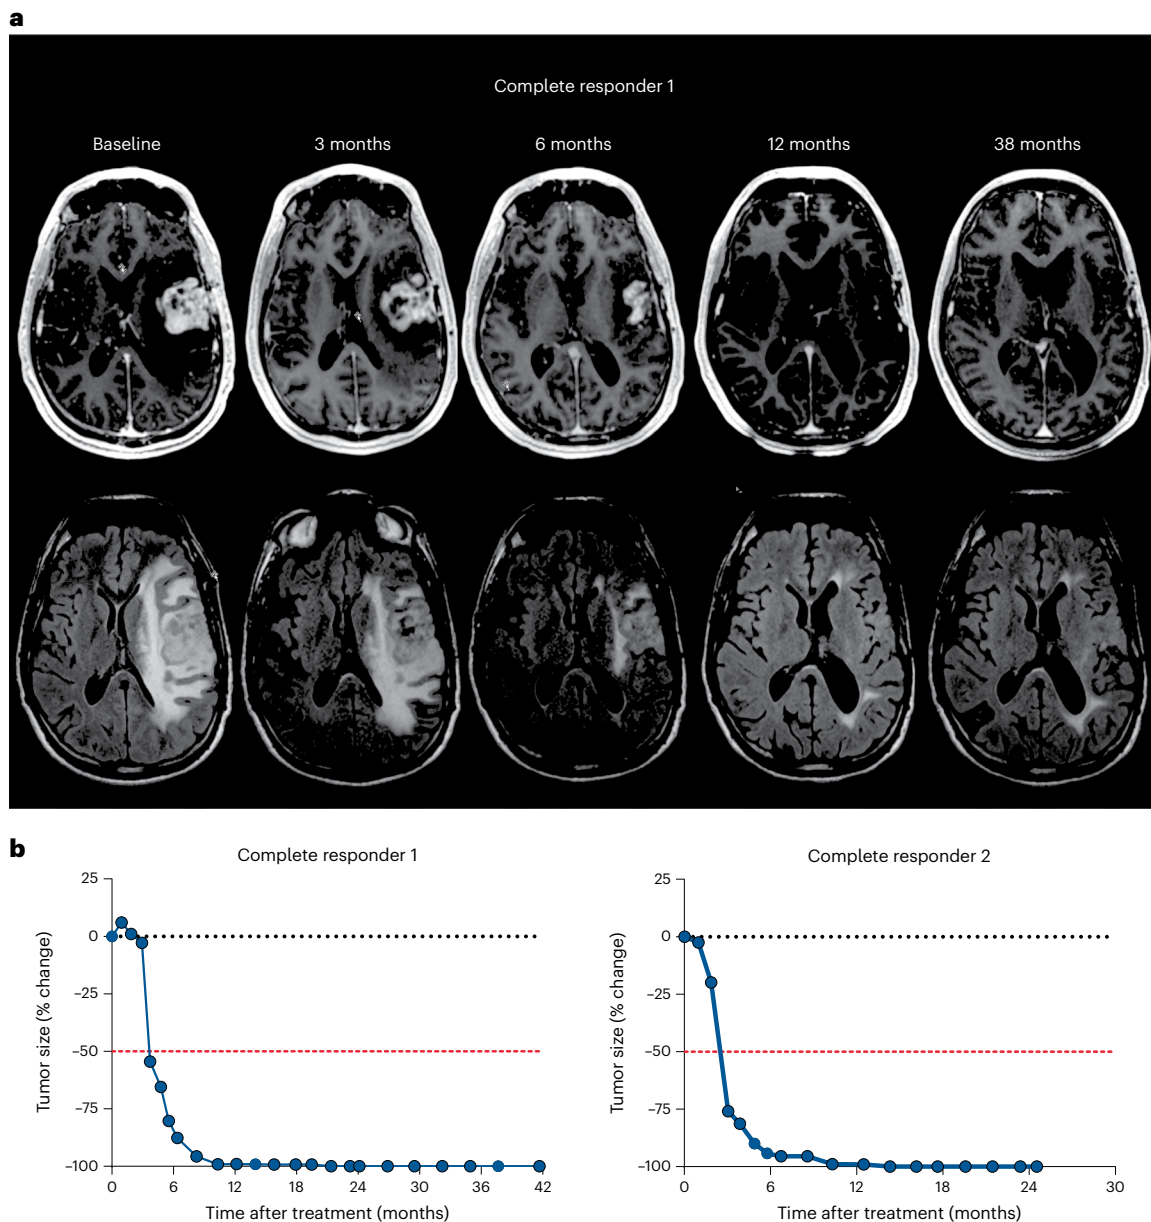 a
Complete responder 1
Baseline
3 months
6 months
12 months
38 months
b
Complete responder 1
Tumor size (% change)
25
0
–25
–50
–75
–100
0
6
12
18
24
30
36
42
Time after treatment (months)
Complete responder 2
Tumor size (% change)
25
0
–25
–50
–75
–100
0
6
12
18
24
30
Time after treatment (months)